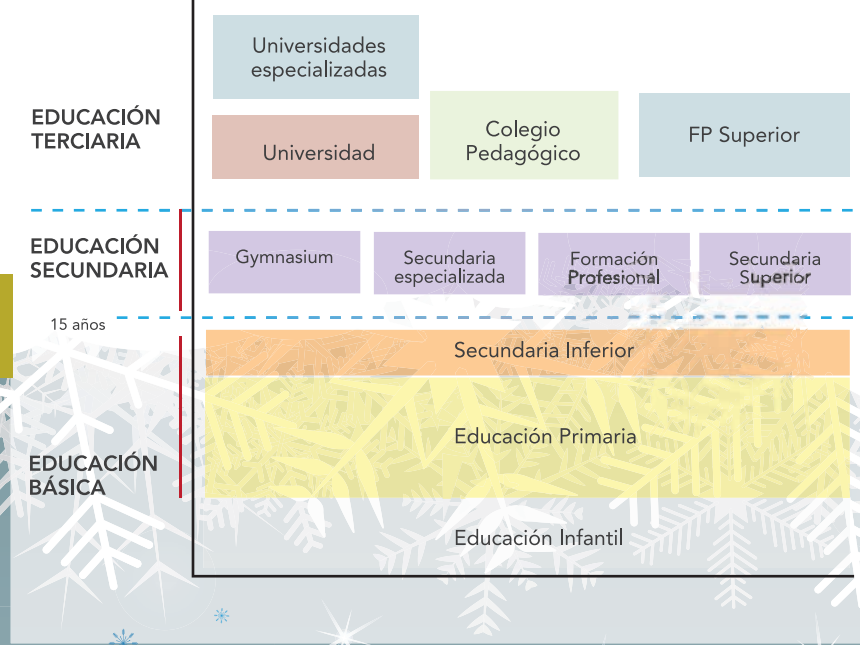 Universidades
especializadas
EDUCACIÓN
TERCIARIA
Universidad
Colegio
Pedagógico
FP Superior
EDUCACIÓN
SECUNDARIA
Gymnasium
Secundaria
especializada
Formación
Profesional
Secundaria
Superior
15 años
Secundaria Inferior
Educación Primaria
EDUCACIÓN
BÁSICA
Educación Infantil